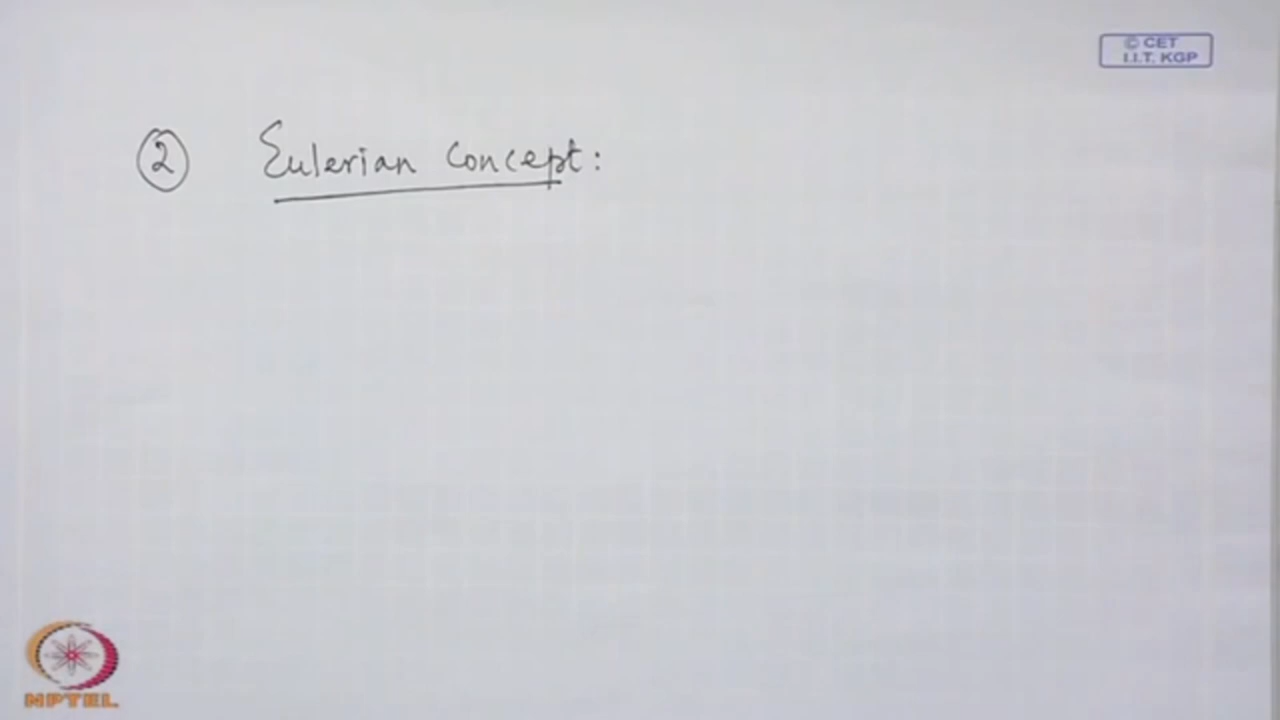 © CET
I.I.T. KGP
② Eulerian Concept:
NPTEL